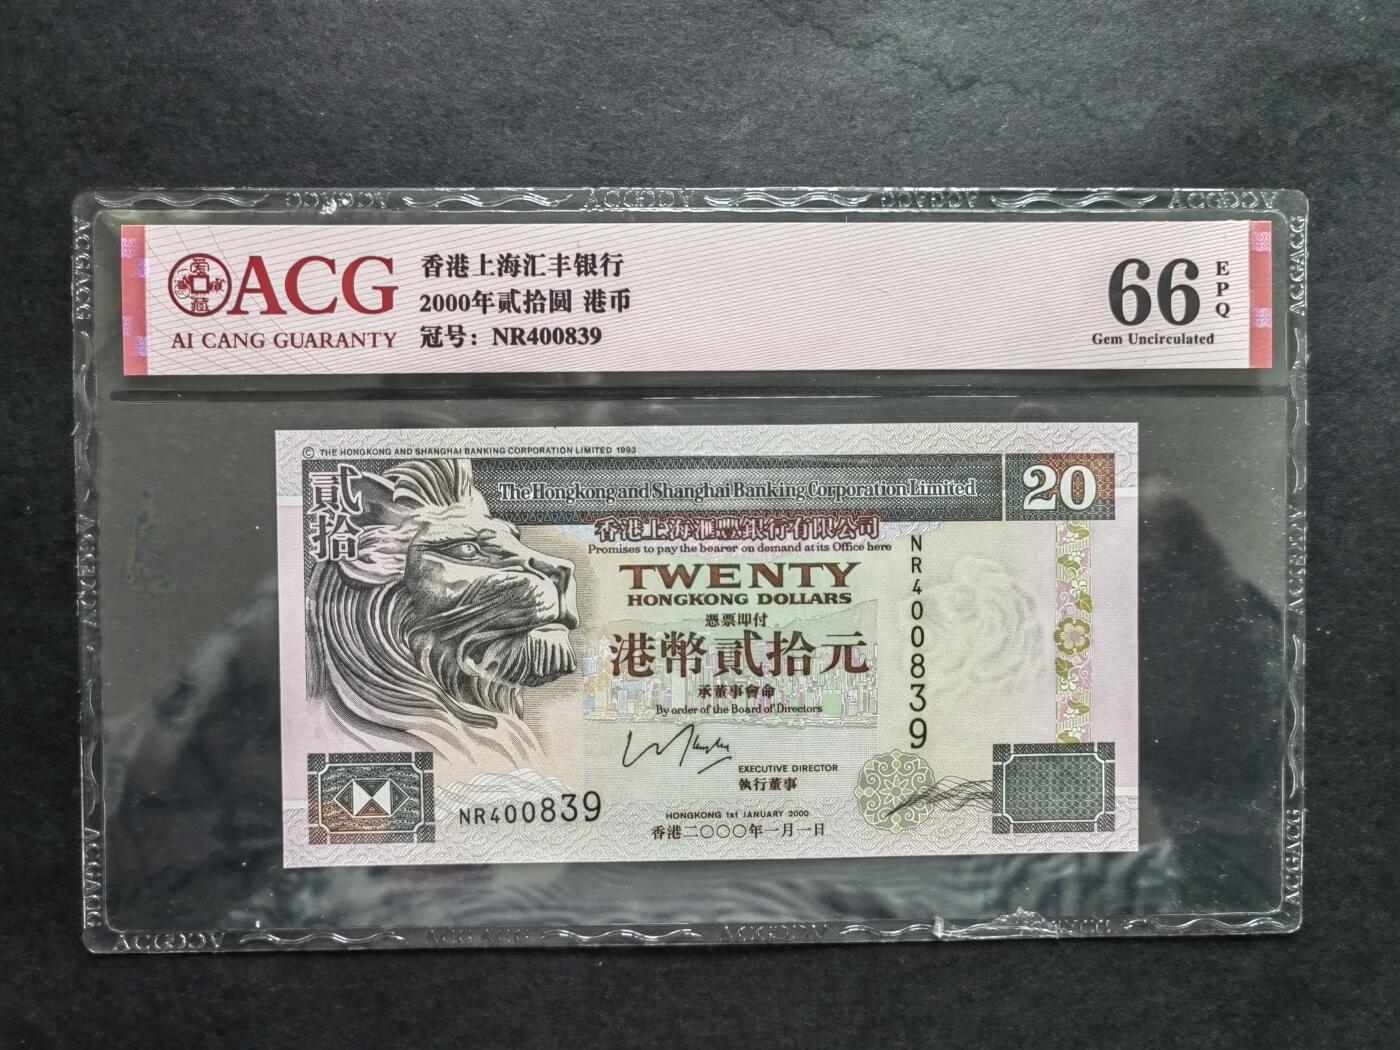 ACG
AI CANG GUARANTY
香港上海汇丰银行
2000年贰拾圆 港币
冠号: NR400839
66
EPQ
Gem Uncirculated
© THE HONGKONG AND SHANGHAI BANKING CORPORATION LIMITED 1993
貳拾
The Hongkong and Shanghai Banking Corporation Limited
20
香港上海滙豐銀行有限公司
Promises to pay the bearer on demand at its Office here
TWENTY
HONGKONG DOLLARS
憑票即付
港幣貳拾元
承董事會命
By order of the Board of Directors
NR400839
EXECUTIVE DIRECTOR
執行董事
NR400839
HONGKONG 1st JANUARY 2000
香港二〇〇〇年一月一日